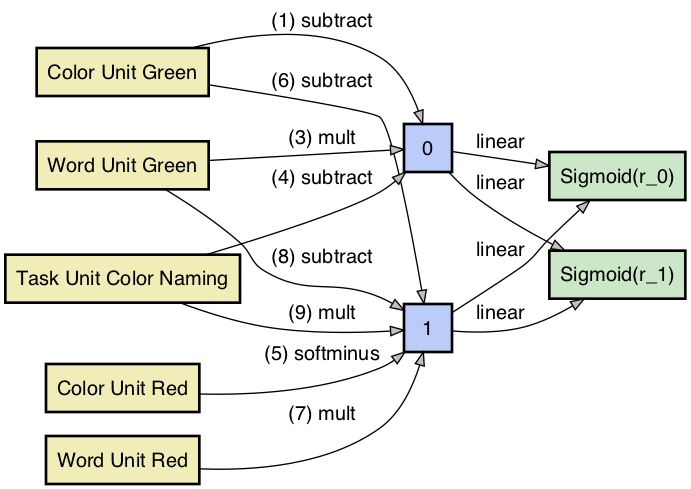 (1) subtract
Color Unit Green
(6) subtract
(3) mult
Word Unit Green
0
linear
Sigmoid(r_0)
(4) subtract
linear
(8) subtract
linear
Task Unit Color Naming
Sigmoid(r_1)
(9) mult
1
linear
(5) softminus
Color Unit Red
(7) mult
Word Unit Red